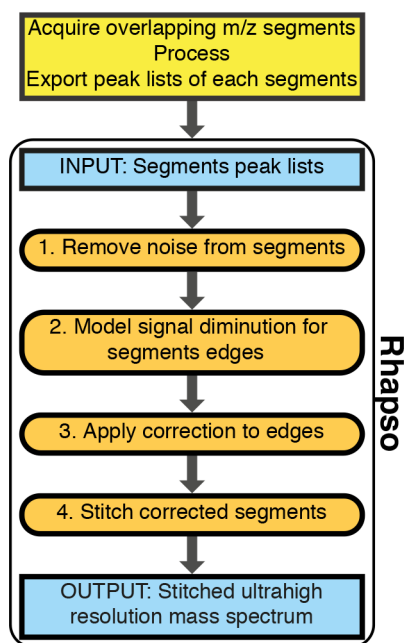 Acquire overlapping m/z segments
Process
Export peak lists of each segments
INPUT: Segments peak lists
1. Remove noise from segments
2. Model signal diminution for
segments edges
3. Apply correction to edges
4. Stitch corrected segments
OUTPUT: Stitched ultrahigh
resolution mass spectrum
Rhapso